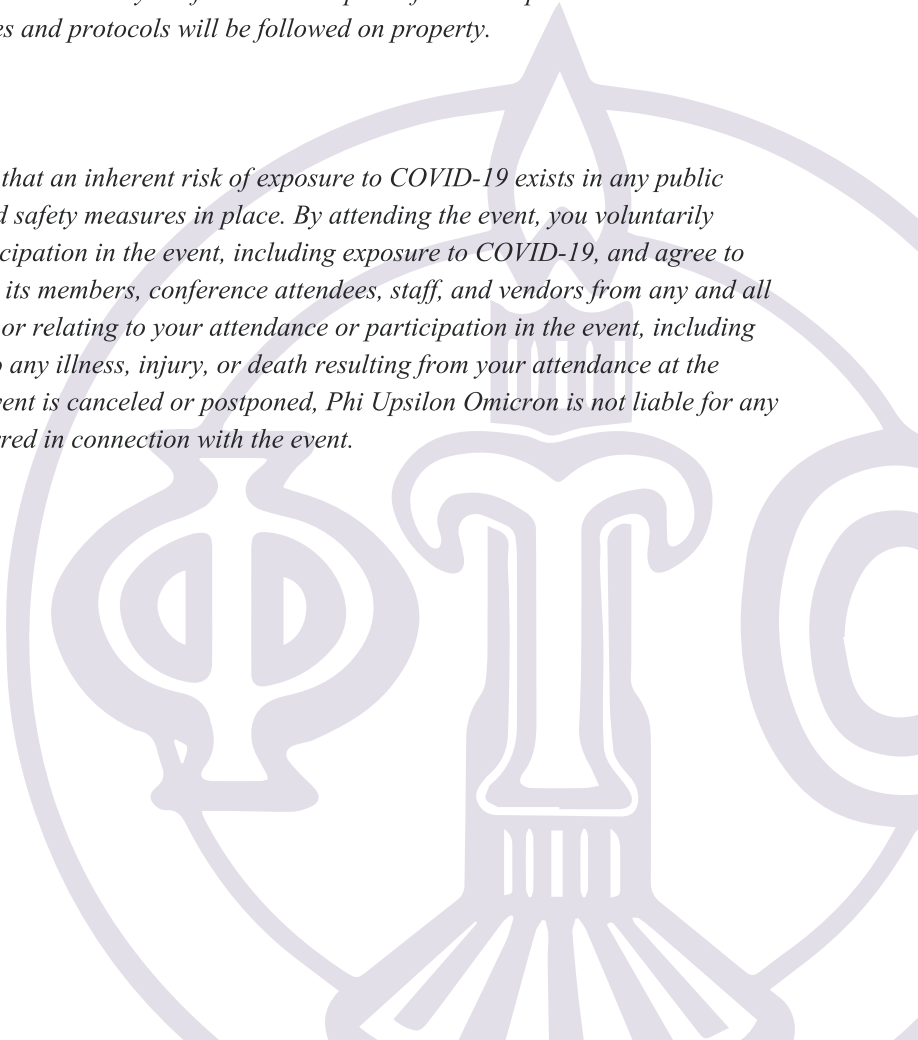 es and protocols will be followed on property.
that an inherent risk of exposure to COVID-19 exists in any public
d safety measures in place. By attending the event, you voluntarily
cipation in the event, including exposure to COVID-19, and agree to
its members, conference attendees, staff, and vendors from any and all
or relating to your attendance or participation in the event, including
o any illness, injury, or death resulting from your attendance at the
vent is canceled or postponed, Phi Upsilon Omicron is not liable for any
rred in connection with the event.
ΦΥΟ